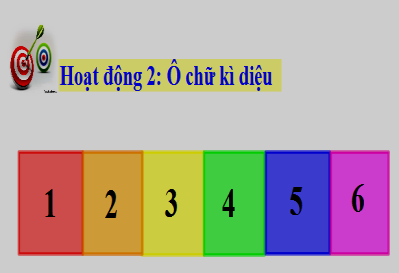 Hoạt động 2: Ô chữ kì diệu
1 2 3 4 5 6